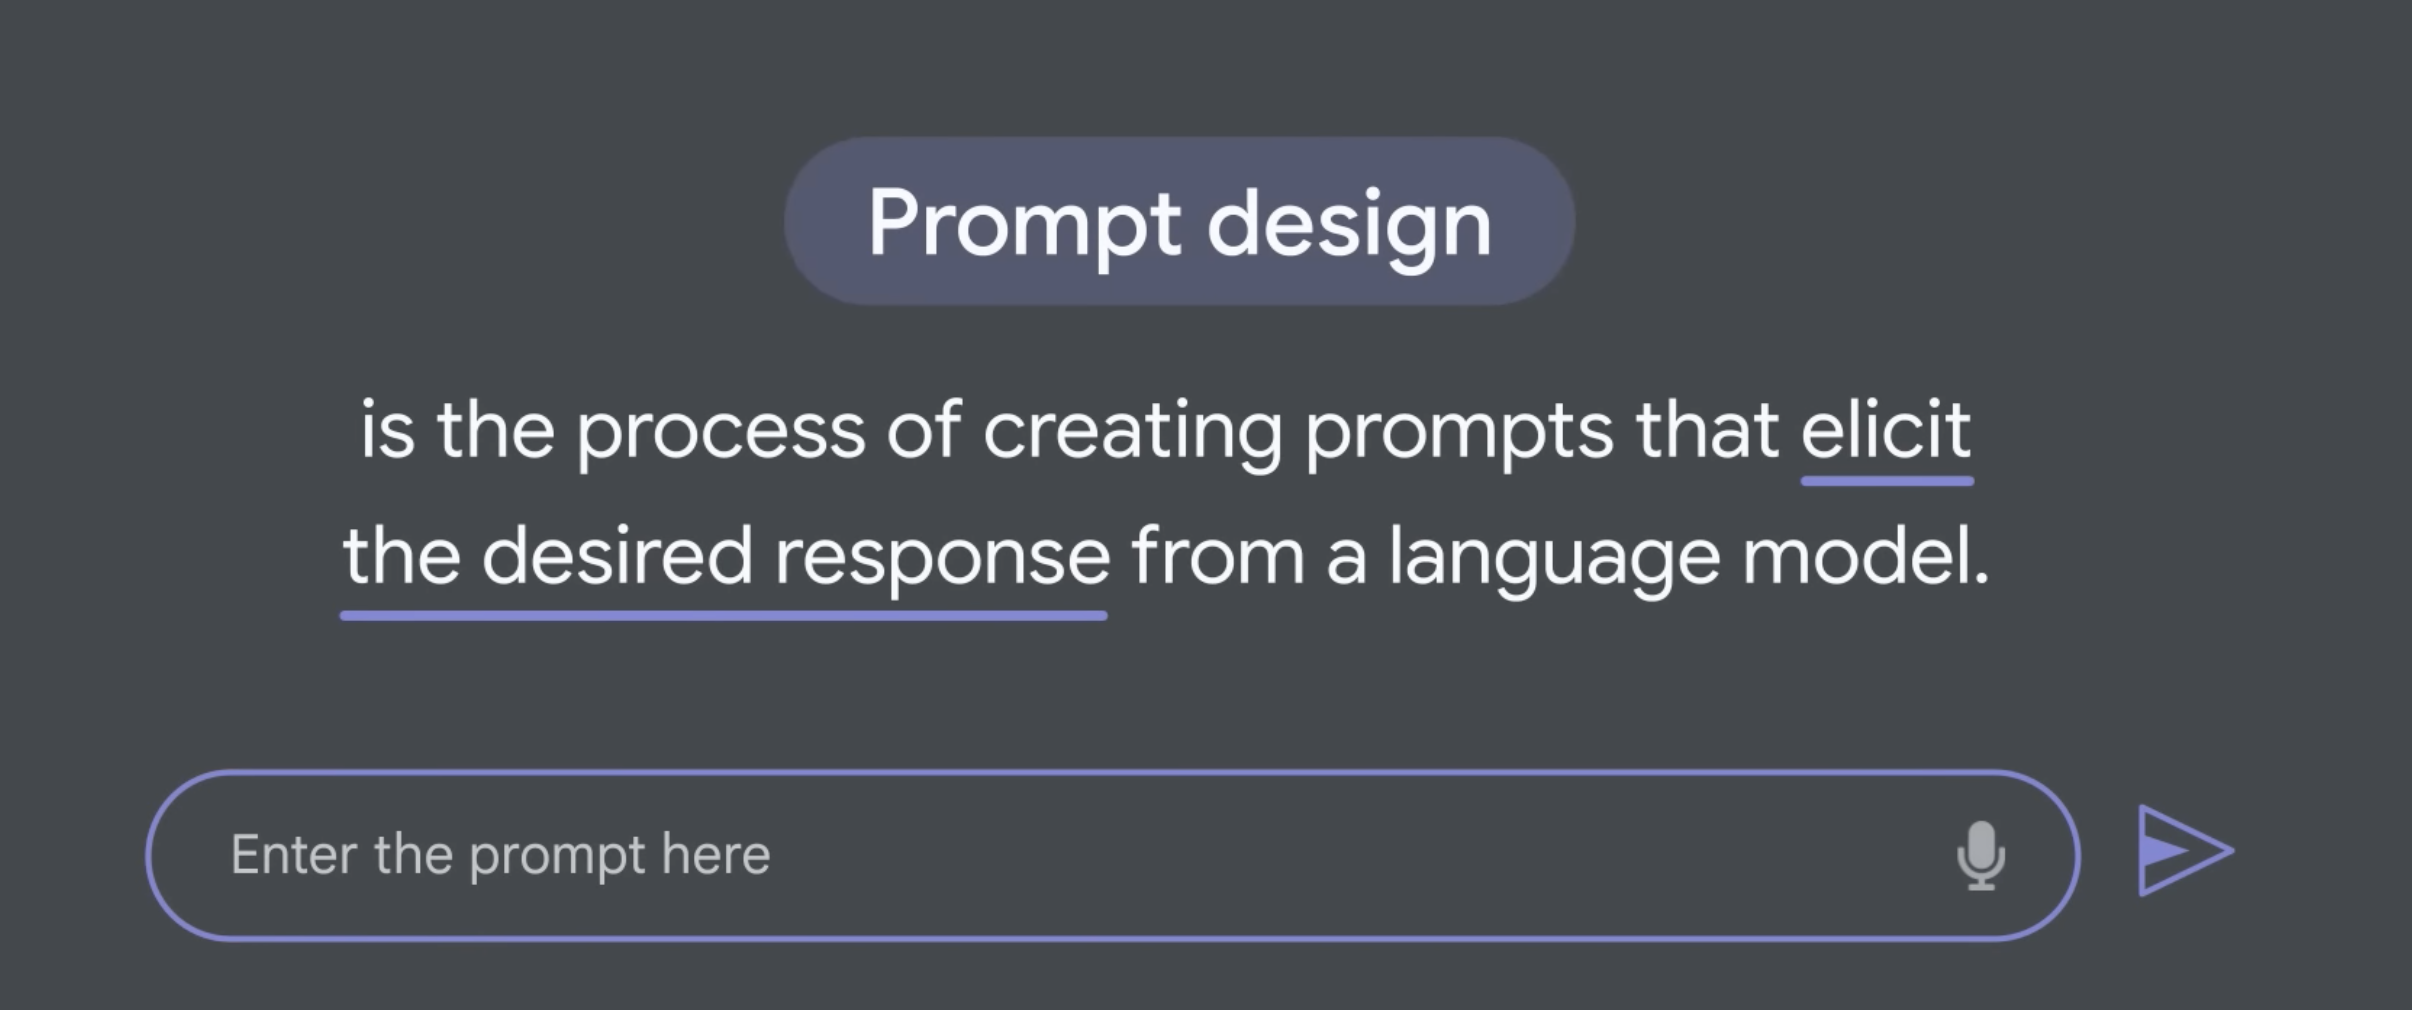 Prompt design
is the process of creating prompts that elicit
the desired response from a language model.
Enter the prompt here